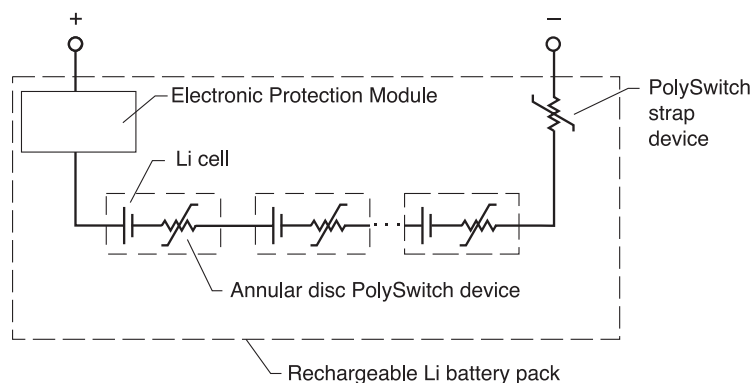 +
−
Electronic Protection Module
PolySwitch
strap
device
Li cell
Annular disc PolySwitch device
Rechargeable Li battery pack